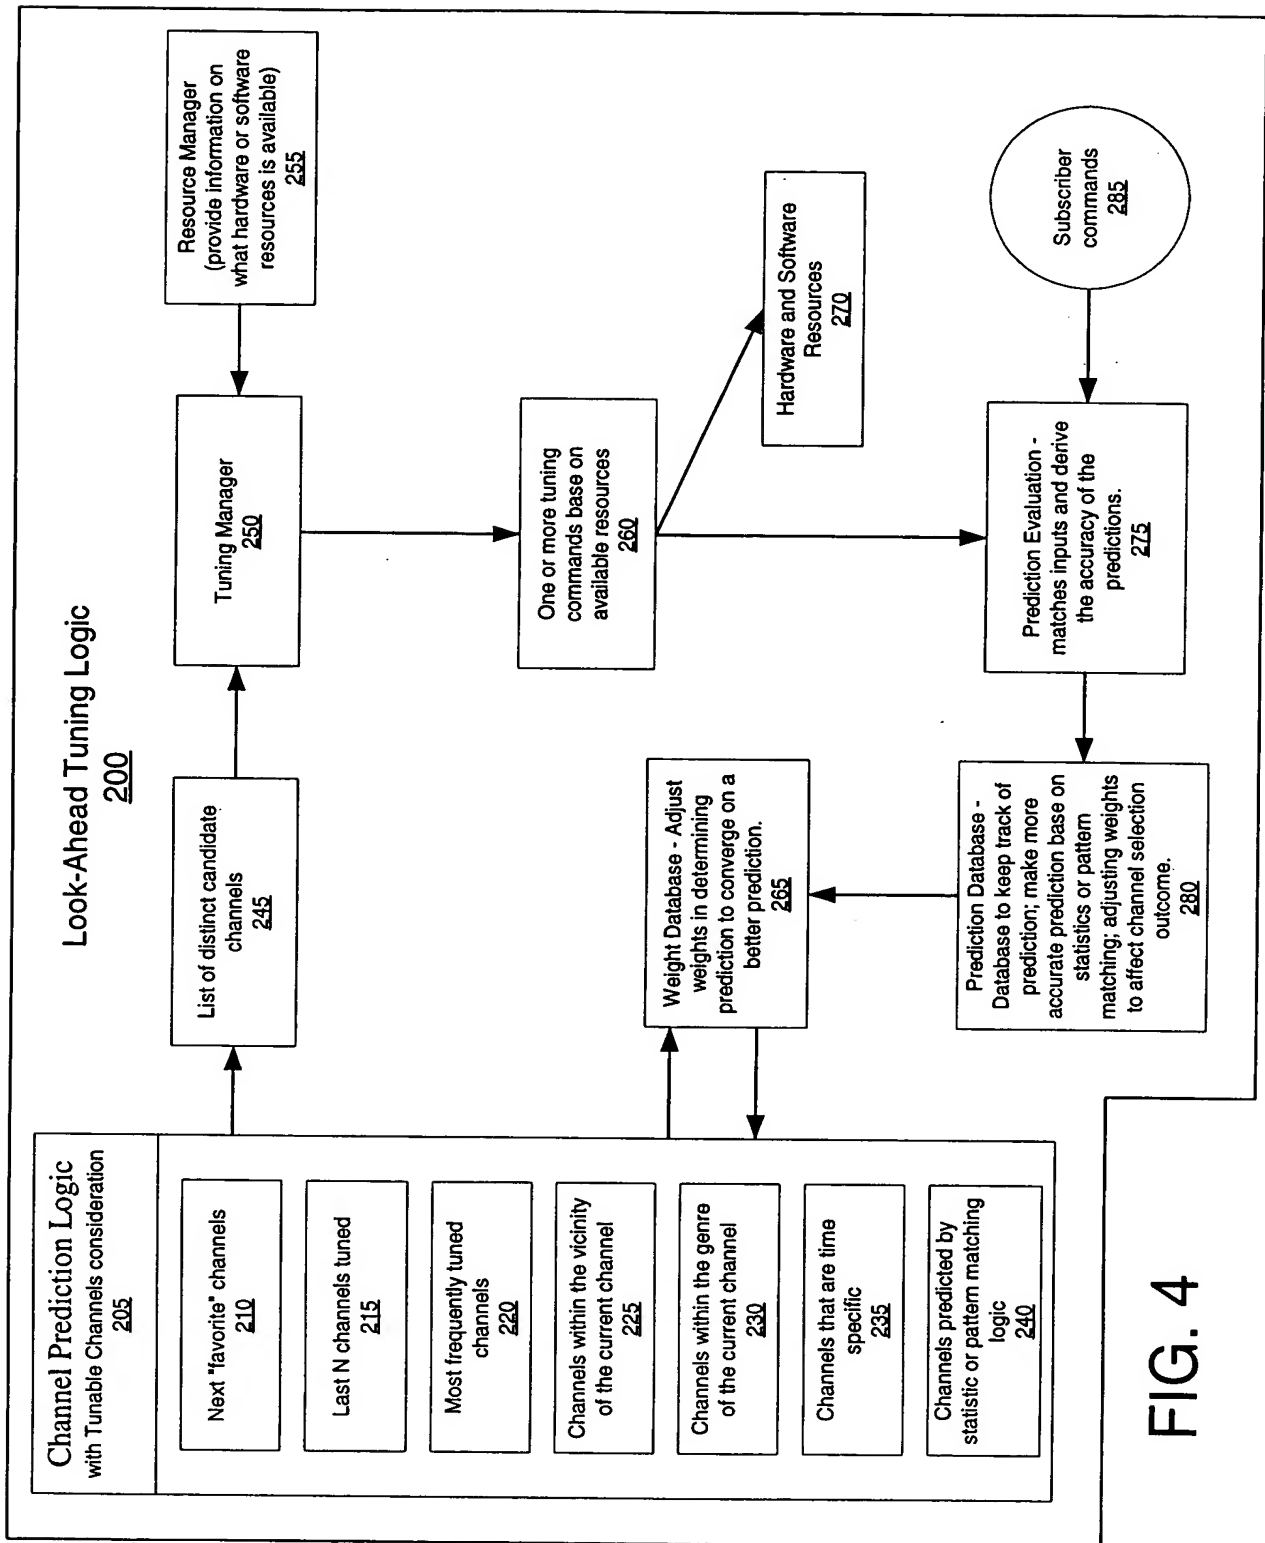 Look-Ahead Tuning Logic
200
Channel Prediction Logic
with Tunable Channels consideration
205
Next "favorite" channels
210
Last N channels tuned
215
Most frequently tuned
channels
220
Channels within the vicinity
of the current channel
225
Channels within the genre
of the current channel
230
Channels that are time
specific
235
Channels predicted by
statistic or pattern matching
logic
240
List of distinct candidate
channels
245
Tuning Manager
250
Resource Manager
(provide information on
what hardware or software
resources is available)
255
One or more tuning
commands base on
available resources
260
Weight Database - Adjust
weights in determining
prediction to converge on a
better prediction.
265
Hardware and Software
Resources
270
Prediction Database -
Database to keep track of
prediction; make more
accurate prediction base on
statistics or pattern
matching; adjusting weights
to affect channel selection
outcome.
280
Prediction Evaluation -
matches inputs and derive
the accuracy of the
predictions.
275
Subscriber
commands
285
FIG. 4